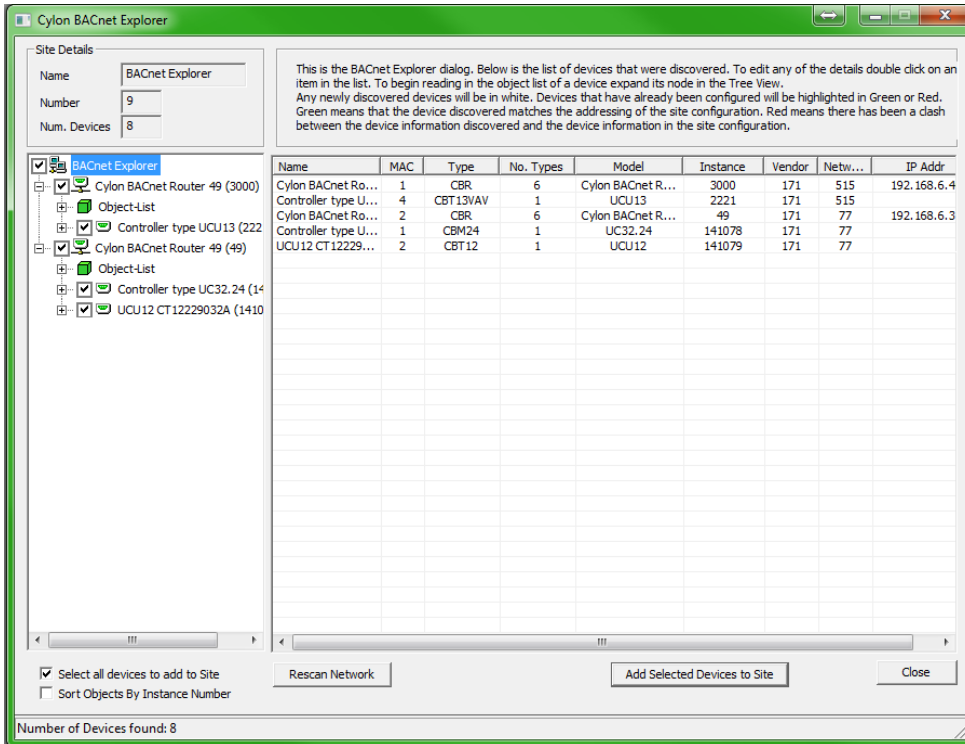 Cylon BACnet Explorer
Site Details
Name BACnet Explorer
Number 9
Num. Devices 8
This is the BACnet Explorer dialog. Below is the list of devices that were discovered. To edit any of the details double click on an
item in the list. To begin reading in the object list of a device expand its node in the Tree View.
Any newly discovered devices will be in white. Devices that have already been configured will be highlighted in Green or Red.
Green means that the device discovered matches the addressing of the site configuration. Red means there has been a clash
between the device information discovered and the device information in the site configuration.
BACnet Explorer
Cylon BACnet Router 49 (3000)
Object-List
Controller type UCU13 (222
Cylon BACnet Router 49 (49)
Object-List
Controller type UC32.24 (14
UCU12 CT12229032A (1410
Name MAC Type No. Types Model Instance Vendor Netw... IP Addr
Cylon BACnet Ro... 1 CBR 6 Cylon BACnet R... 3000 171 515 192.168.6.4
Controller type U... 4 CBT13VAV 1 UCU13 2221 171 515
Cylon BACnet Ro... 2 CBR 6 Cylon BACnet R... 49 171 77 192.168.6.3
Controller type U... 1 CBM24 1 UC32.24 141078 171 77
UCU12 CT12229... 2 CBT12 1 UCU12 141079 171 77
Select all devices to add to Site
Sort Objects By Instance Number
Rescan Network
Add Selected Devices to Site
Close
Number of Devices found: 8